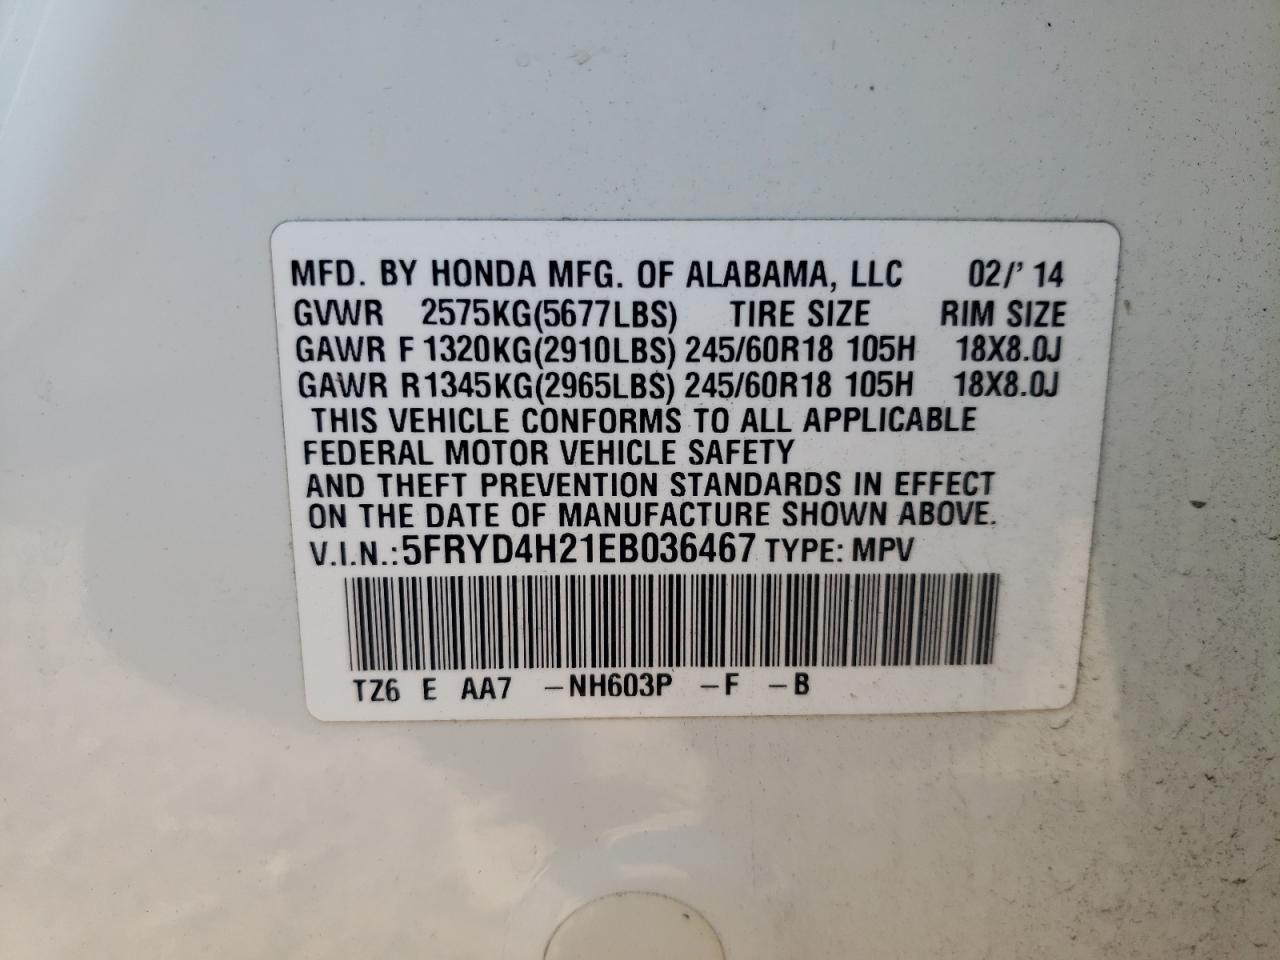 MFD. BY HONDA MFG. OF ALABAMA, LLC 02/' 14
GVWR 2575KG(5677LBS) TIRE SIZE RIM SIZE
GAWR F 1320KG(2910LBS) 245/60R18 105H 18X8.0J
GAWR R1345KG(2965LBS) 245/60R18 105H 18X8.0J
THIS VEHICLE CONFORMS TO ALL APPLICABLE
FEDERAL MOTOR VEHICLE SAFETY
AND THEFT PREVENTION STANDARDS IN EFFECT
ON THE DATE OF MANUFACTURE SHOWN ABOVE.
V.I.N.: 5FRYD4H21EB036467 TYPE: MPV
TZ6 E AA7 -NH603P -F -B